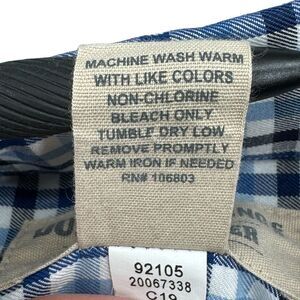 MACHINE WASH WARM
WITH LIKE COLORS
NON-CHLORINE
BLEACH ONLY
TUMBLE DRY LOW
REMOVE PROMPTLY
WARM IRON IF NEEDED
RN# 106803
92105
20067338
C19